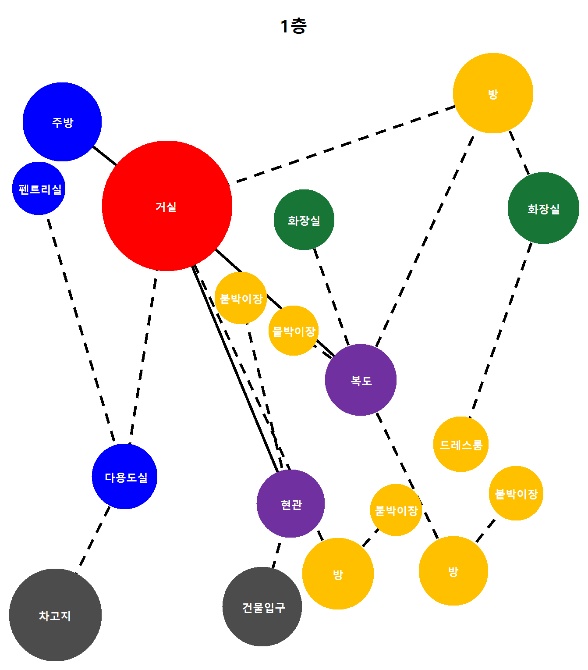 1층
방
주방
펜트리실
거실
화장실
화장실
붙박이장
붙박이장
복도
드레스룸
다용도실
붙박이장
현관
붙박이장
방
방
차고지
건물입구